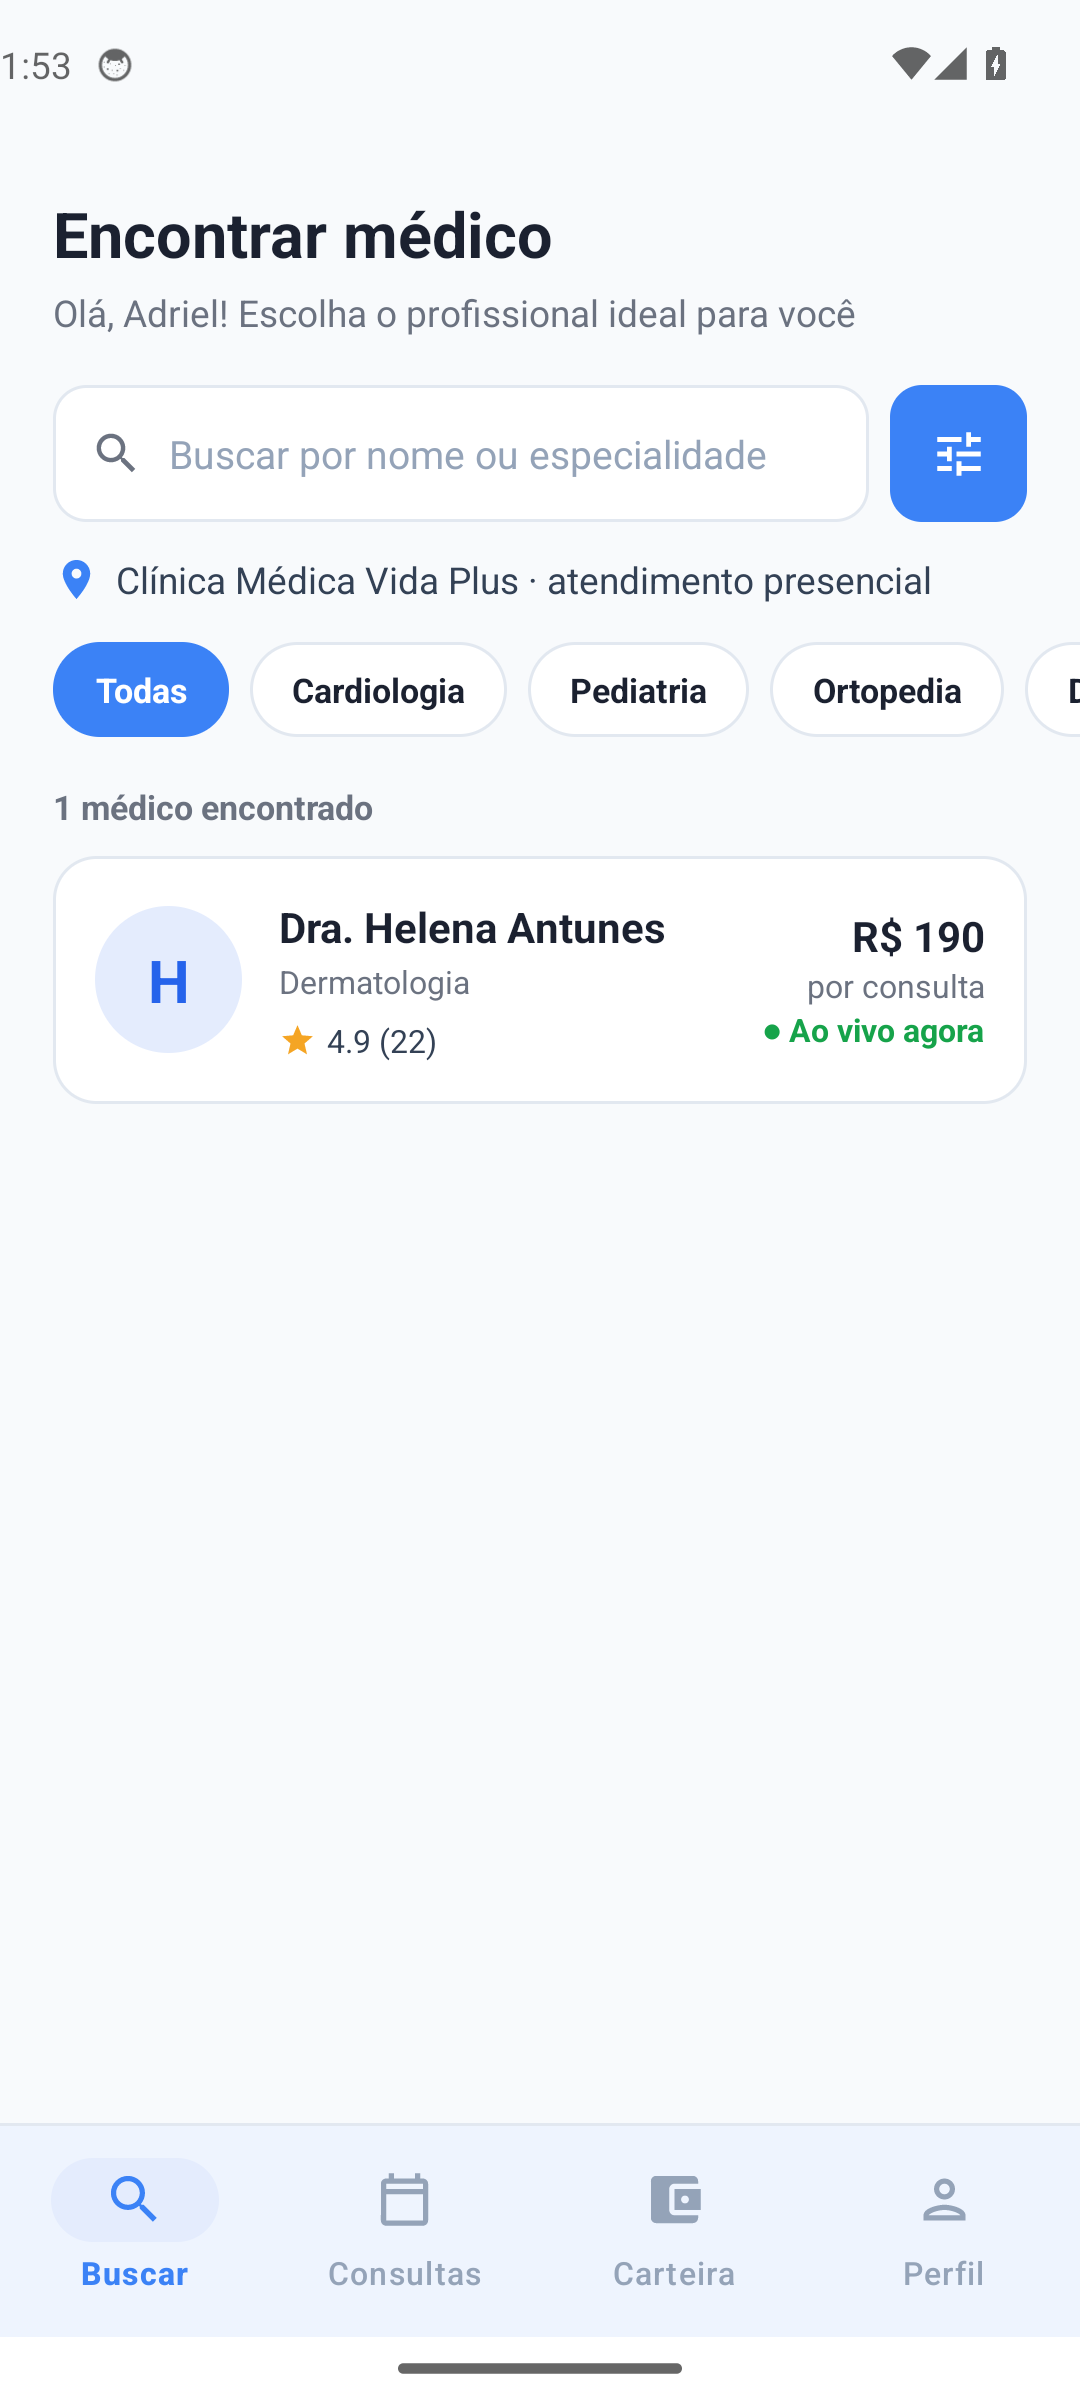 1:53
Encontrar médico
Olá, Adriel! Escolha o profissional ideal para você
Buscar por nome ou especialidade
Clínica Médica Vida Plus · atendimento presencial
Todas
Cardiologia
Pediatria
Ortopedia
1 médico encontrado
H
Dra. Helena Antunes
Dermatologia
4.9 (22)
R$ 190
por consulta
Ao vivo agora
Buscar
Consultas
Carteira
Perfil